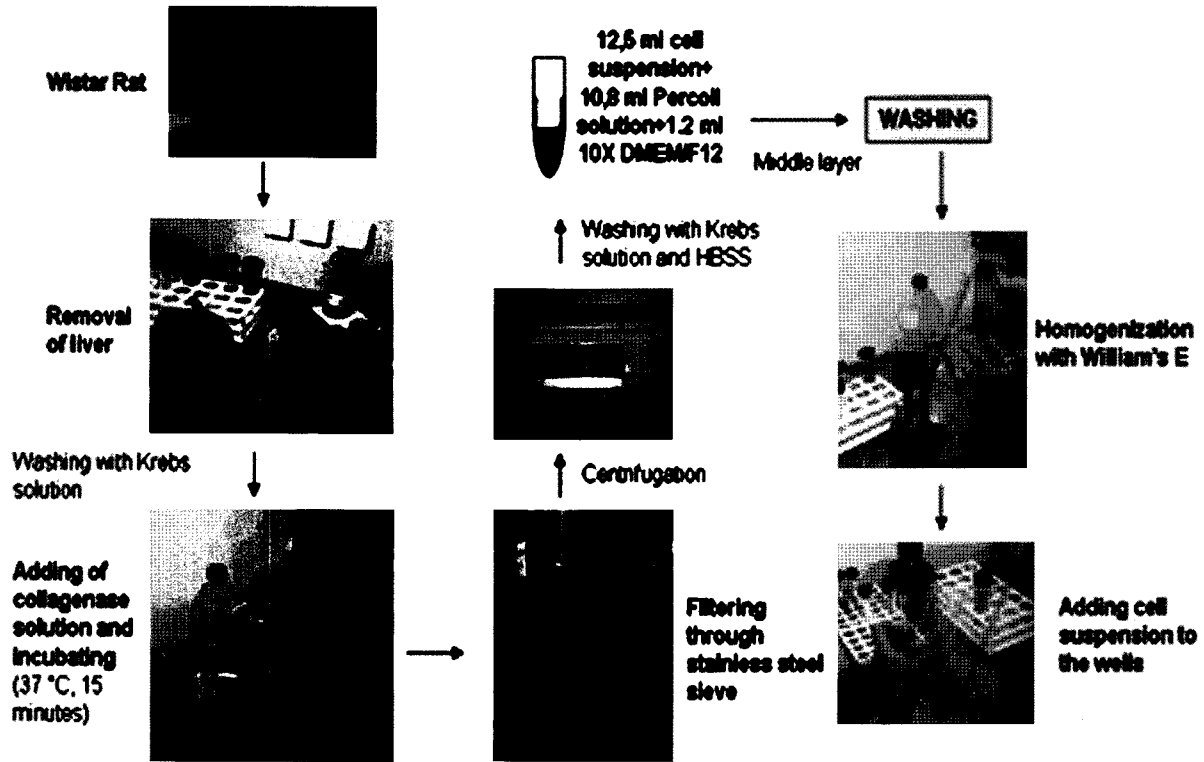 Wistar Rat
Removal
of liver
Washing with Krebs
solution
Adding of
collagenase
solution and
incubating
(37 °C, 15
minutes)
Filtering
through
stainless steel
sieve
Centrifugation
Washing with Krebs
solution and HBSS
12,5 ml cell
suspension+
10,8 ml Percoll
solution+1.2 ml
10X DMEM/F12
Middle layer
WASHING
Homogenization
with William's E
Adding cell
suspension to
the wells